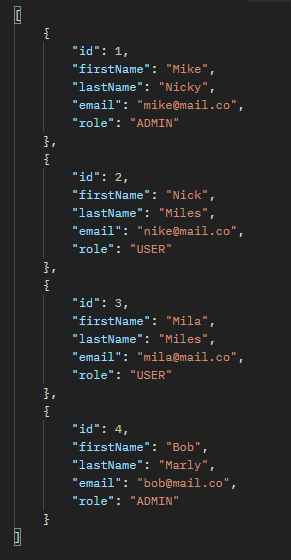 [
    {
        "id": 1,
        "firstName": "Mike",
        "lastName": "Nicky",
        "email": "mike@mail.co",
        "role": "ADMIN"
    },
    {
        "id": 2,
        "firstName": "Nick",
        "lastName": "Miles",
        "email": "nike@mail.co",
        "role": "USER"
    },
    {
        "id": 3,
        "firstName": "Mila",
        "lastName": "Miles",
        "email": "mila@mail.co",
        "role": "USER"
    },
    {
        "id": 4,
        "firstName": "Bob",
        "lastName": "Marly",
        "email": "bob@mail.co",
        "role": "ADMIN"
    }
]